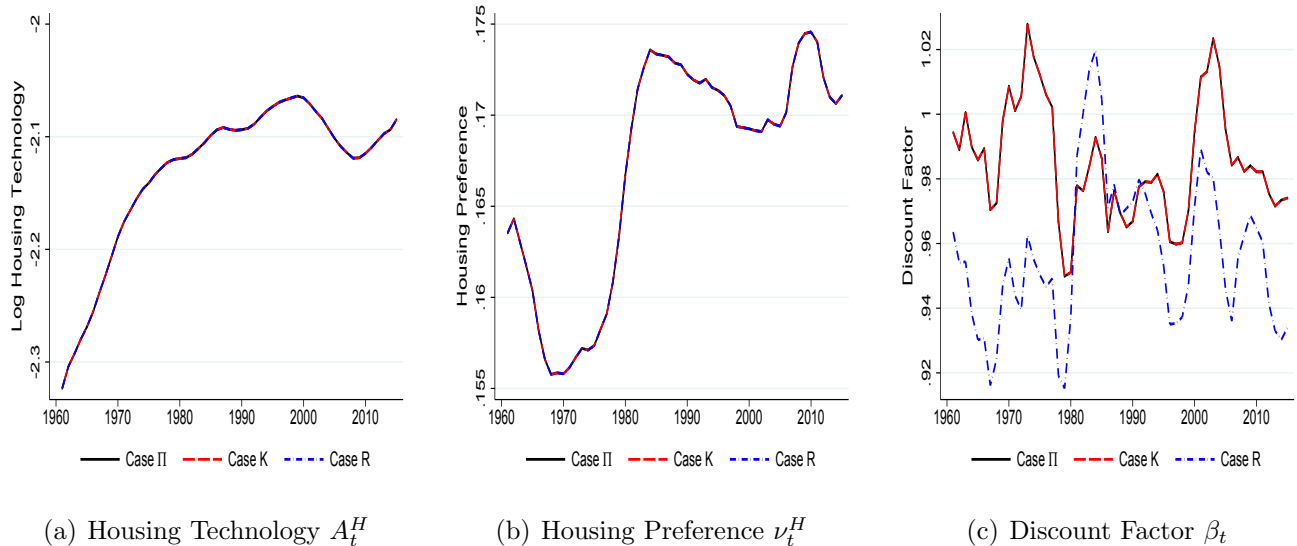 Log Housing Technology
-2
-2.1
-2.2
-2.3
1960 1970 1980 1990 2000 2010
Case Π Case K Case R
(a) Housing Technology A_t^H
Housing Preference
.175
.17
.165
.16
.155
1960 1970 1980 1990 2000 2010
Case Π Case K Case R
(b) Housing Preference ν_t^H
Discount Factor
1.02
1
.98
.96
.94
.92
1960 1970 1980 1990 2000 2010
Case Π Case K Case R
(c) Discount Factor β_t